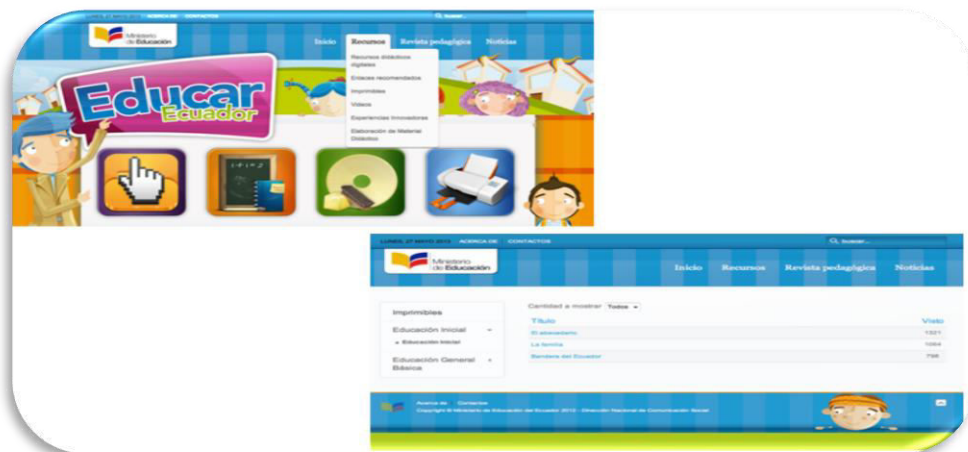 LUNES, 27 MAYO 2013 ACERCA DE CONTACTOS
buscar...
Ministerio
de Educación
Inicio Recursos Revista pedagógica Noticias
Recursos didácticos
digitales
Enlaces recomendados
Imprimibles
Videos
Experiencias Innovadoras
Elaboración de Material
Didáctico
Educar
Ecuador
LUNES, 27 MAYO 2013 ACERCA DE CONTACTOS
buscar...
Ministerio
de Educación
Inicio Recursos Revista pedagógica Noticias
Imprimibles
Educación Inicial
Educación Inicial
Educación General
Básica
Cantidad a mostrar Todos
Título Visto
El abecedario 1321
La familia 1064
Bandera del Ecuador
Acerca de Contactos
Copyright © Ministerio de Educación del Ecuador 2013 - Dirección Nacional de Comunicación Social